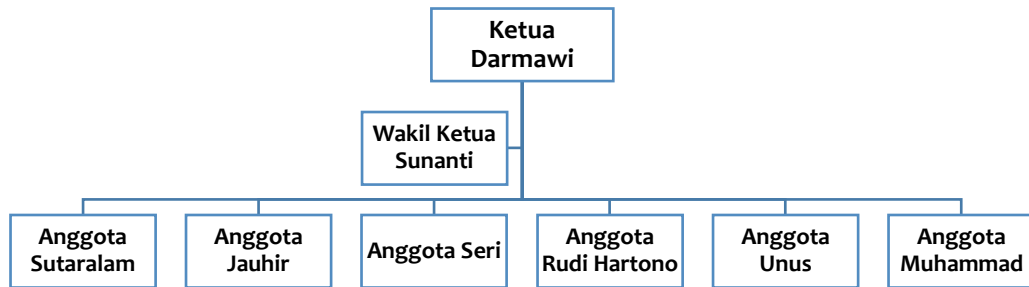 Ketua
Darmawi
Wakil Ketua
Sunanti
Anggota
Sutaralam
Anggota
Jauhir
Anggota Seri
Anggota
Rudi Hartono
Anggota
Unus
Anggota
Muhammad